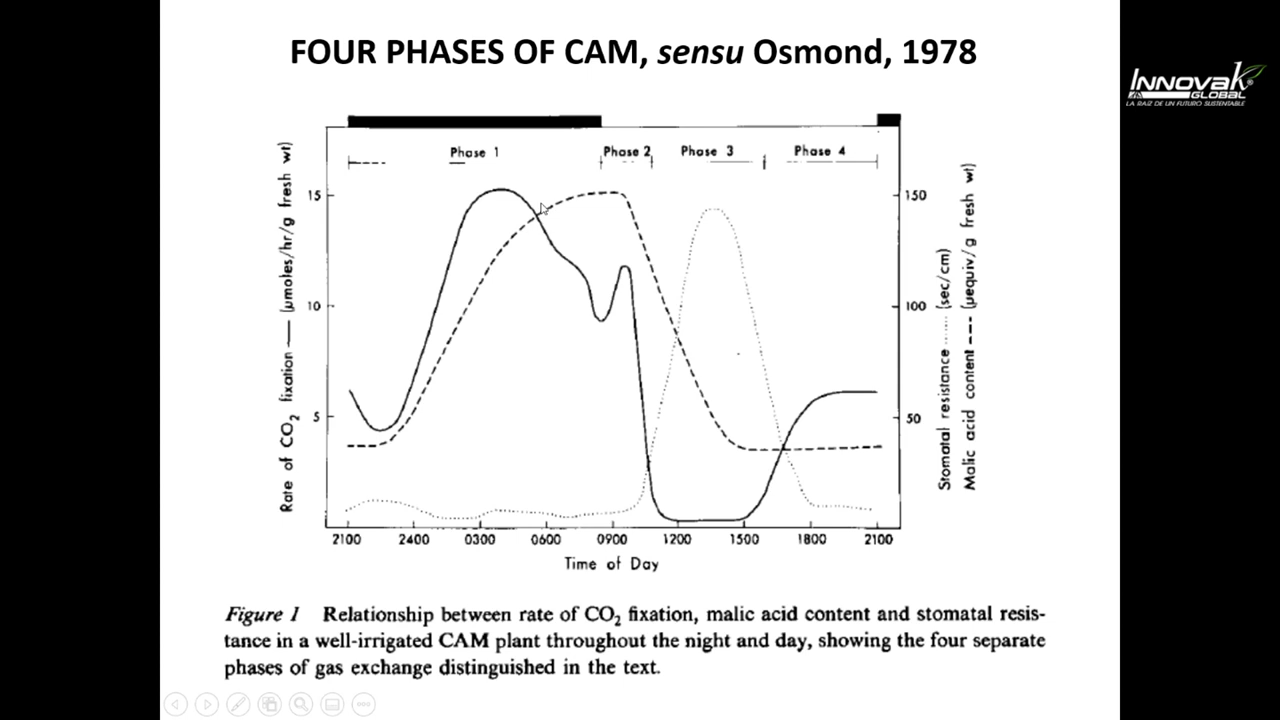 FOUR PHASES OF CAM, sensu Osmond, 1978
INNOVAK®
GLOBAL
LA RAÍZ DE UN FUTURO SUSTENTABLE
Phase 1
Phase 2
Phase 3
Phase 4
15
10
5
Rate of CO₂ fixation (µmoles/hr/g fresh wt)
150
100
50
Stomatal resistance (sec/cm)
Malic acid content (µequiv/g fresh wt)
2100 2400 0300 0600 0900 1200 1500 1800 2100
Time of Day
Figure 1 Relationship between rate of CO₂ fixation, malic acid content and stomatal resis-
tance in a well-irrigated CAM plant throughout the night and day, showing the four separate
phases of gas exchange distinguished in the text.